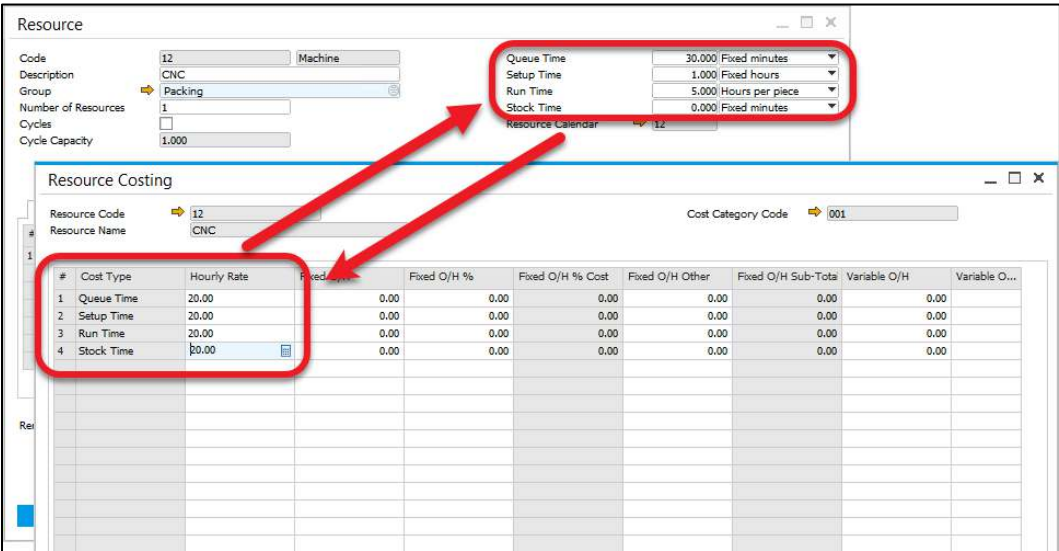 Resource
Code 12 Machine Queue Time 30.000 Fixed minutes
Description CNC Setup Time 1.000 Fixed hours
Group Packing Run Time 5.000 Hours per piece
Number of Resources 1 Stock Time 0.000 Fixed minutes
Cycles Resource Calendar 12
Cycle Capacity 1.000
Resource Costing
Resource Code 12 Cost Category Code 001
Resource Name CNC
# Cost Type Hourly Rate Fixed O/H Fixed O/H % Fixed O/H % Cost Fixed O/H Other Fixed O/H Sub-Total Variable O/H Variable O...
1 Queue Time 20.00 0.00 0.00 0.00 0.00 0.00 0.00
2 Setup Time 20.00 0.00 0.00 0.00 0.00 0.00 0.00
3 Run Time 20.00 0.00 0.00 0.00 0.00 0.00 0.00
4 Stock Time 20.00 0.00 0.00 0.00 0.00 0.00 0.00
#
1